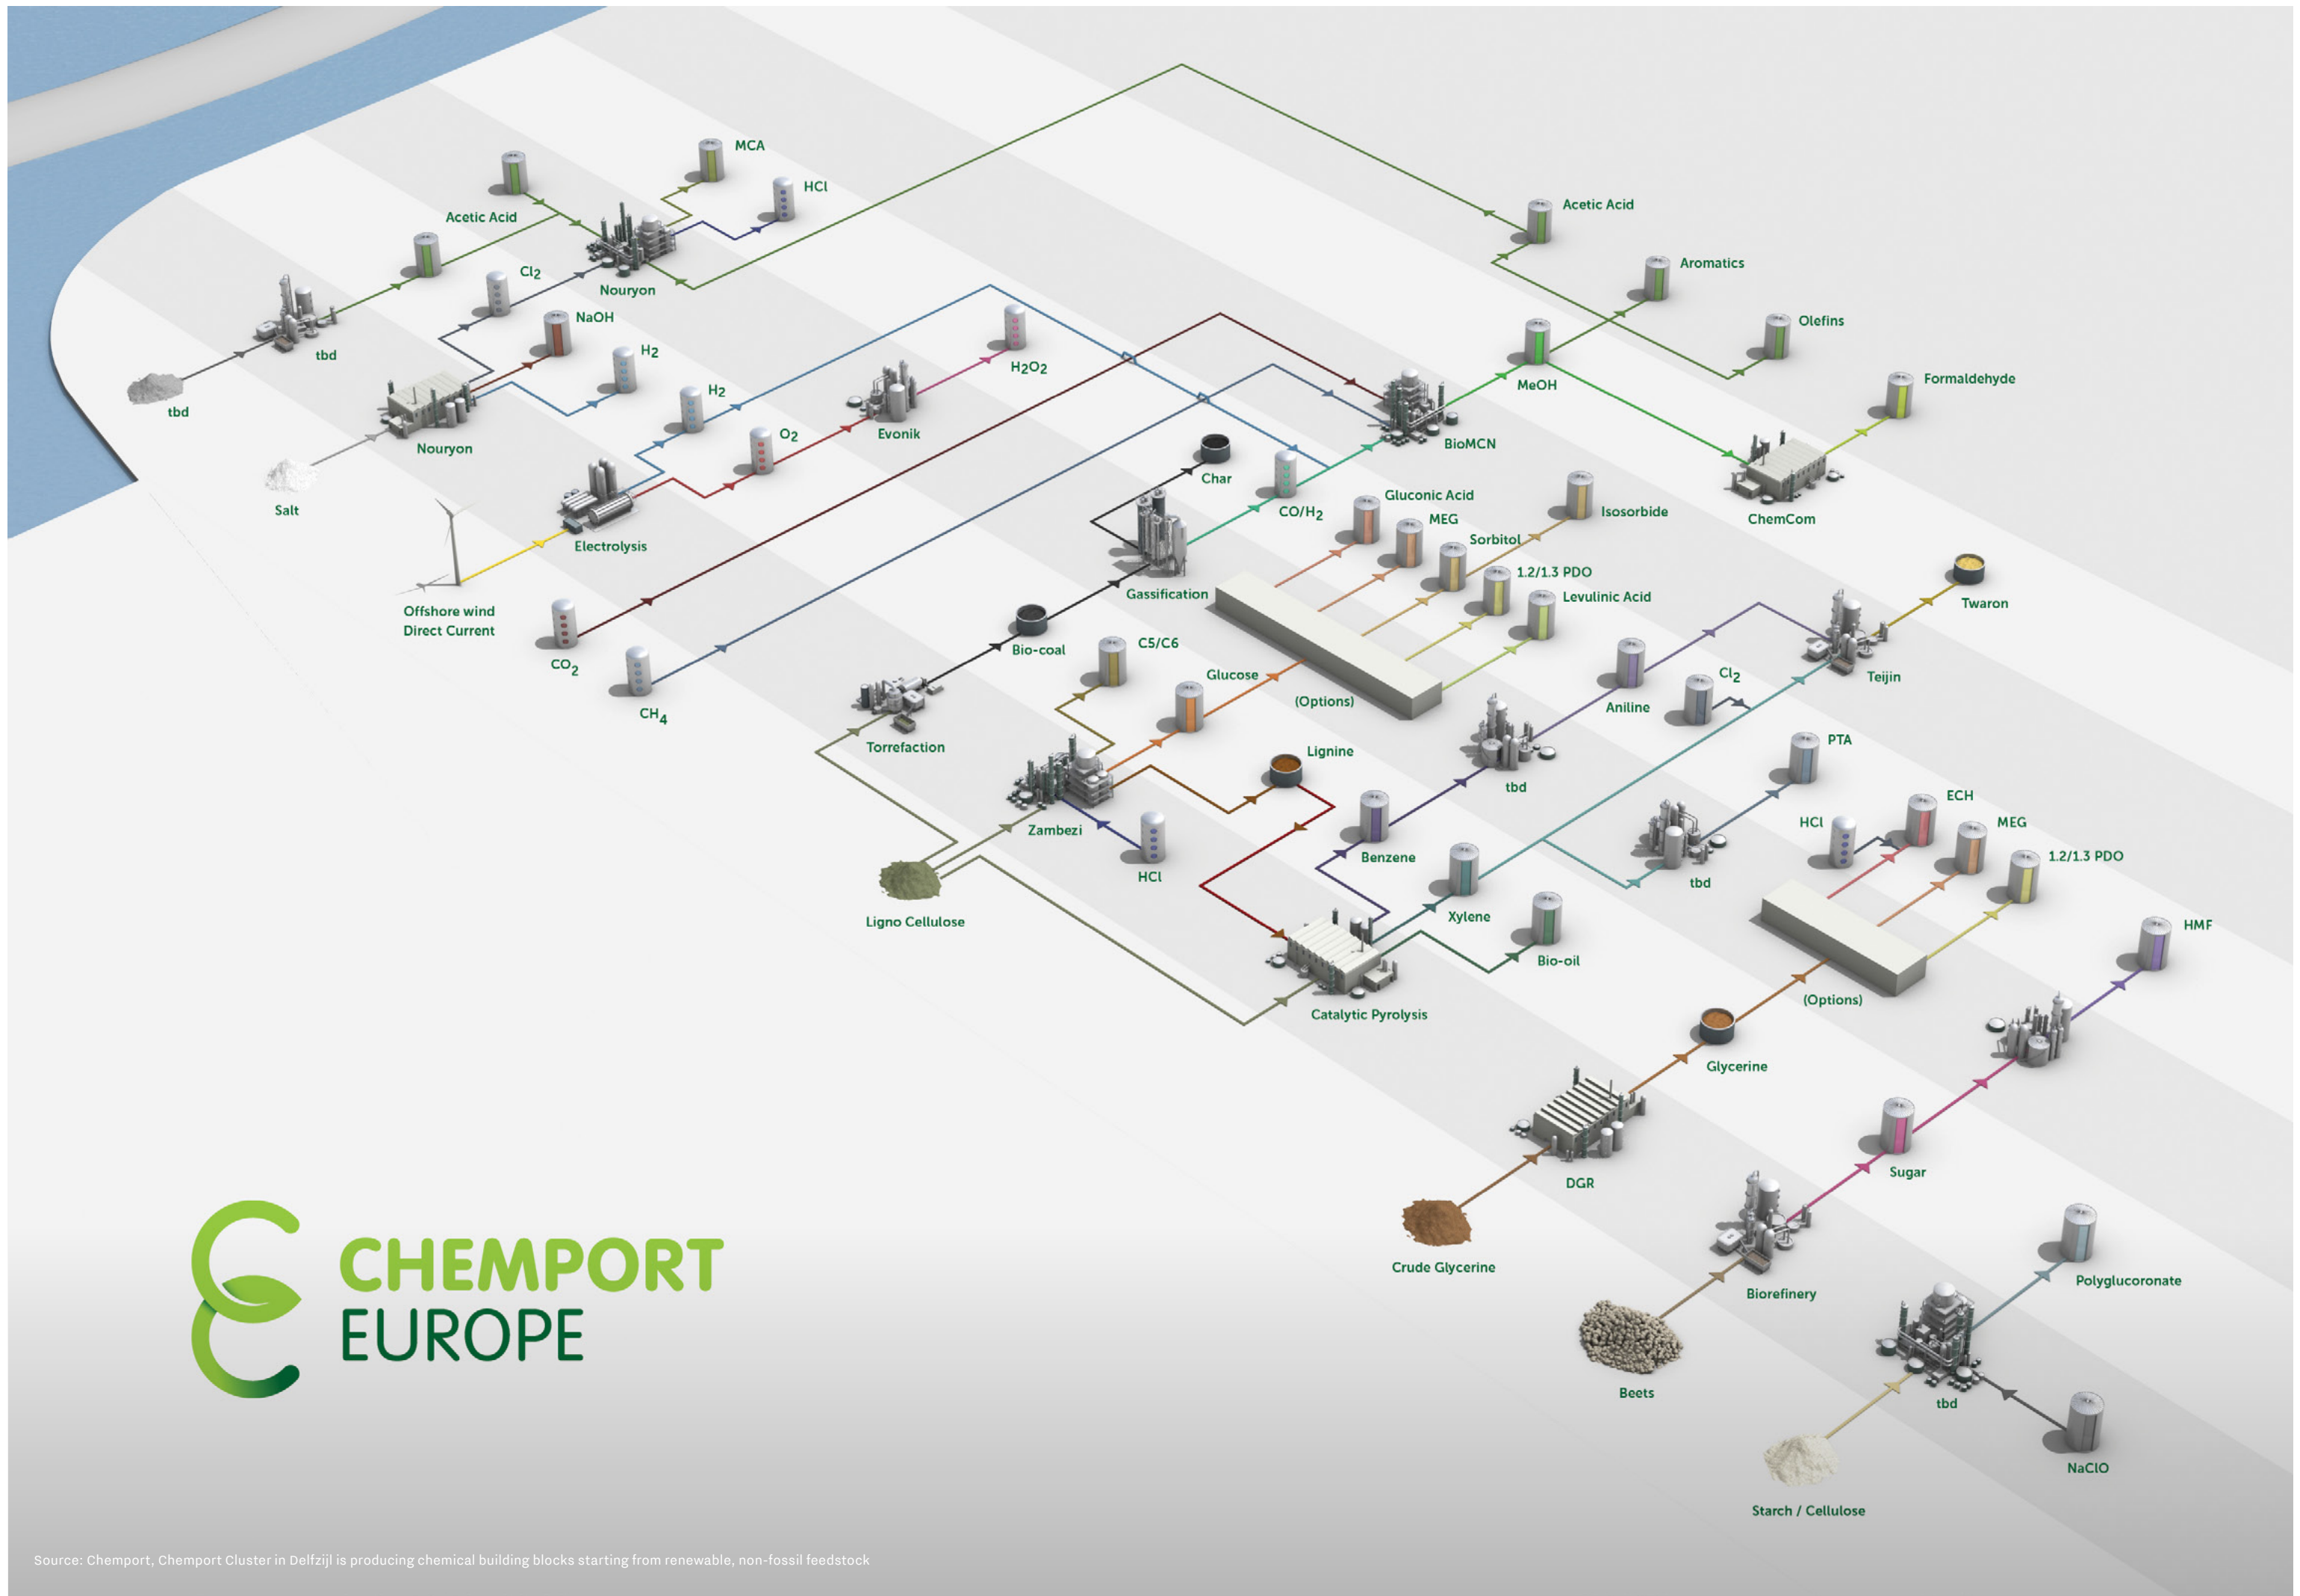 MCA
HCl
Acetic Acid
Nouryon
Cl2
NaOH
H2
tbd
tbd
Nouryon
Salt
H2
O2
Evonik
H2O2
Electrolysis
Offshore wind
Direct Current
CO2
CH4
Acetic Acid
Aromatics
Olefins
MeOH
Formaldehyde
BioMCN
ChemCom
Char
CO/H2
Gassification
Gluconic Acid
MEG
Sorbitol
Isosorbide
1.2/1.3 PDO
Levulinic Acid
(Options)
Bio-coal
Torrefaction
C5/C6
Glucose
Lignine
Zambezi
HCl
Ligno Cellulose
Twaron
Teijin
Aniline
Cl2
tbd
PTA
Benzene
Xylene
tbd
Bio-oil
Catalytic Pyrolysis
HCl
ECH
MEG
1.2/1.3 PDO
(Options)
HMF
Glycerine
DGR
Crude Glycerine
Sugar
Biorefinery
Beets
Polyglucoronate
tbd
NaClO
Starch / Cellulose
CHEMPORT
EUROPE
Source: Chemport, Chemport Cluster in Delfzijl is producing chemical building blocks starting from renewable, non-fossil feedstock